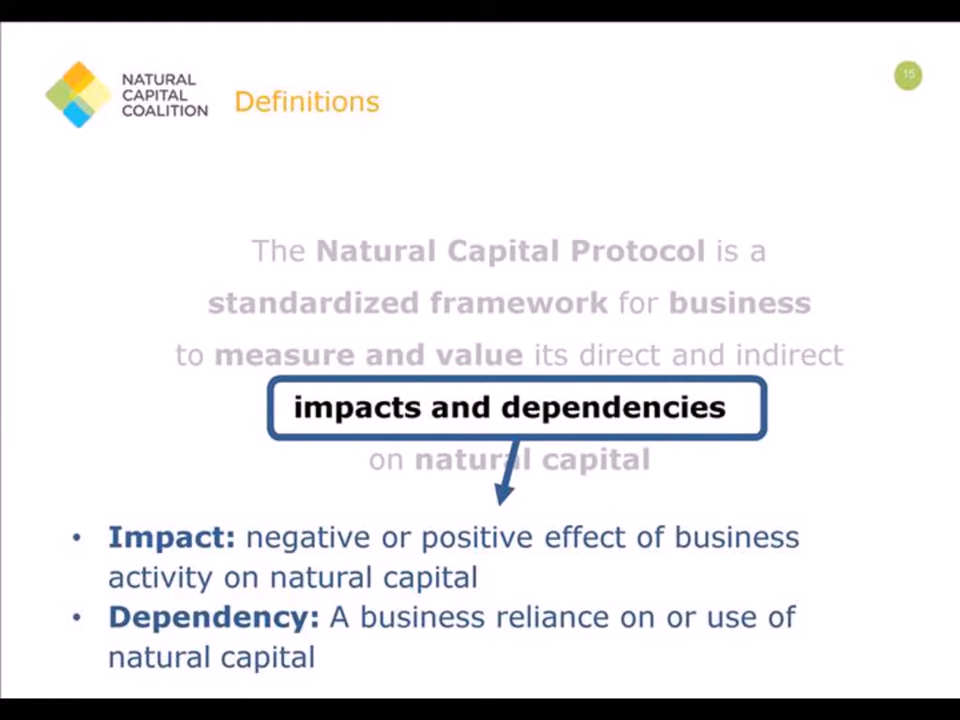 NATURAL
CAPITAL
COALITION
Definitions
15
The Natural Capital Protocol is a
standardized framework for business
to measure and value its direct and indirect
impacts and dependencies
on natural capital
• Impact: negative or positive effect of business
activity on natural capital
• Dependency: A business reliance on or use of
natural capital